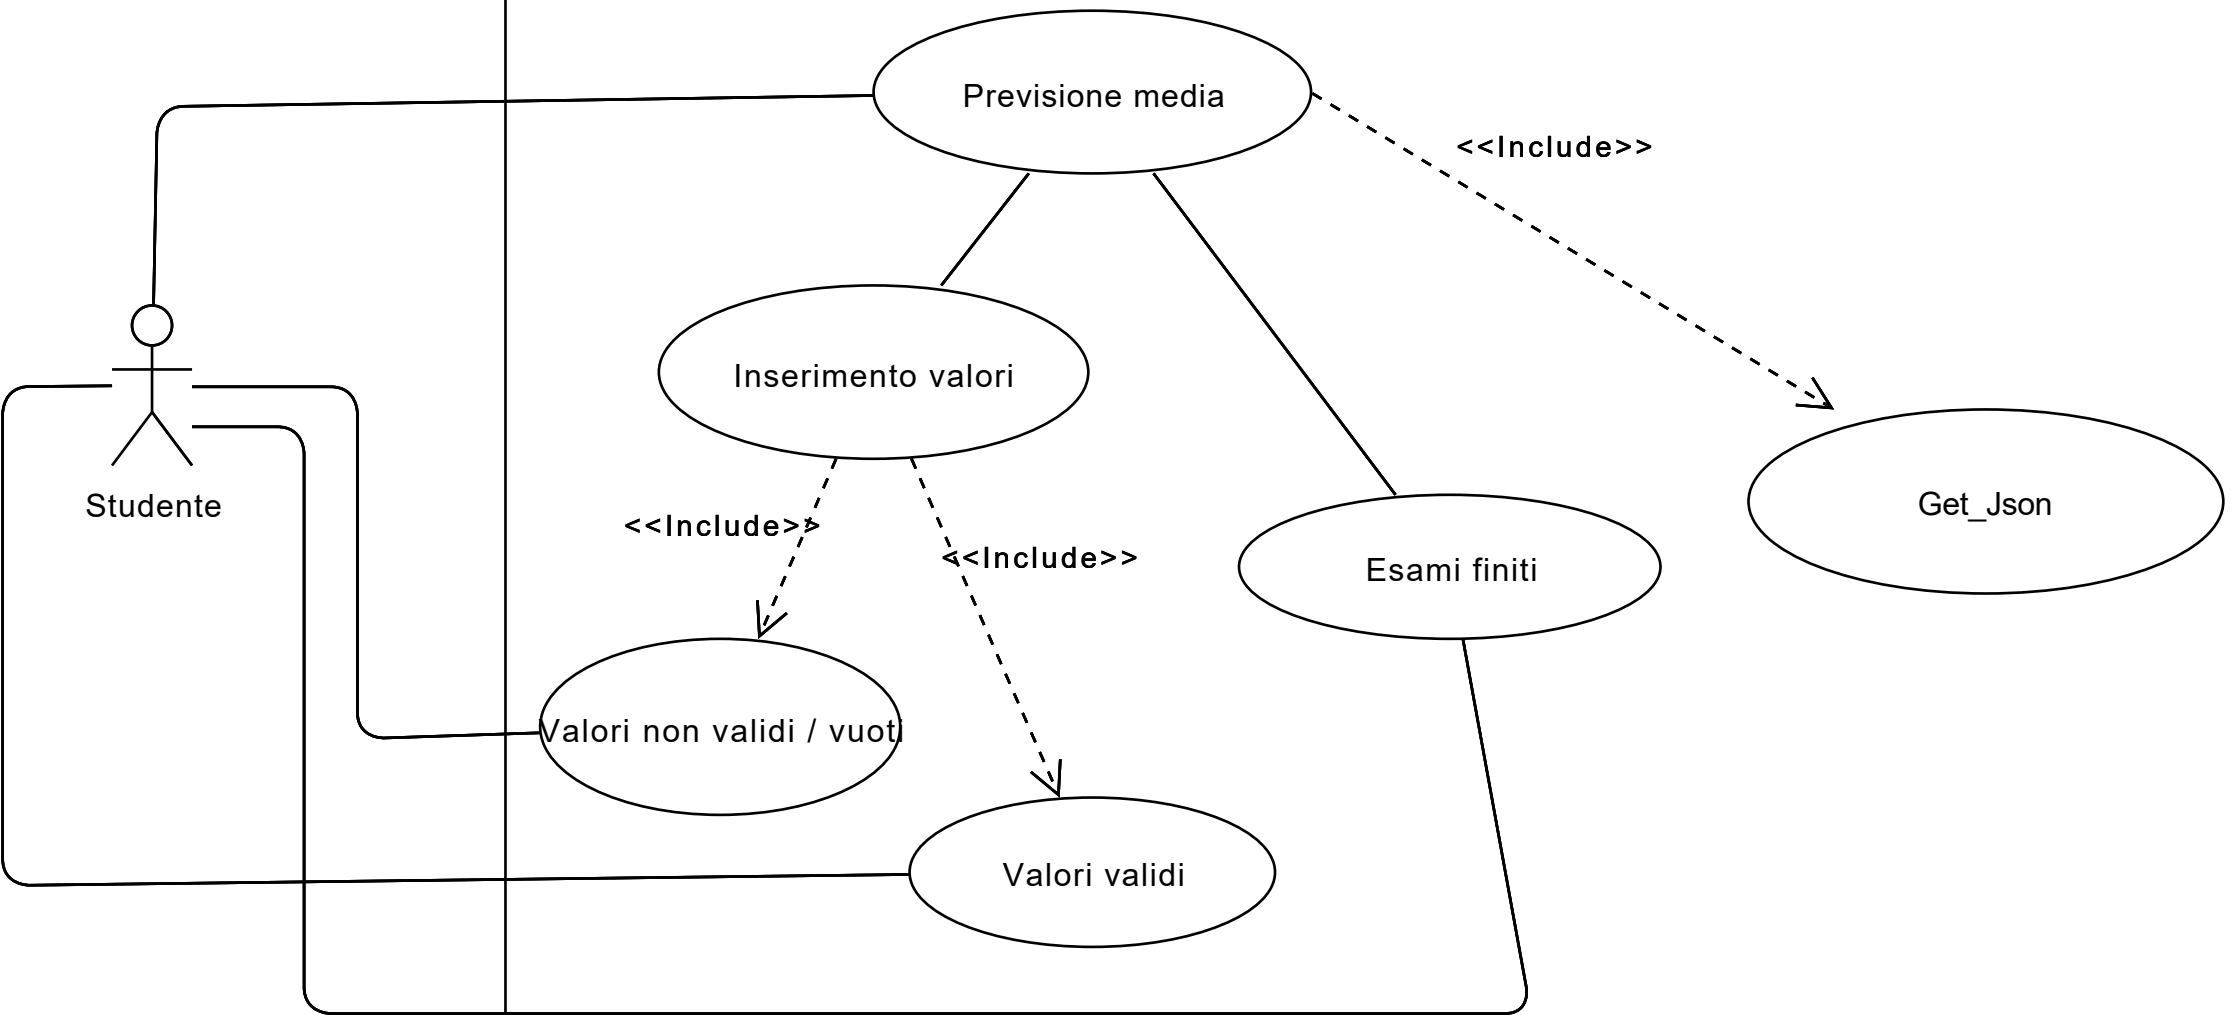 Previsione media
<<Include>>
Inserimento valori
Studente
Get_Json
<<Include>>
<<Include>>
Esami finiti
Valori non validi / vuoti
Valori validi